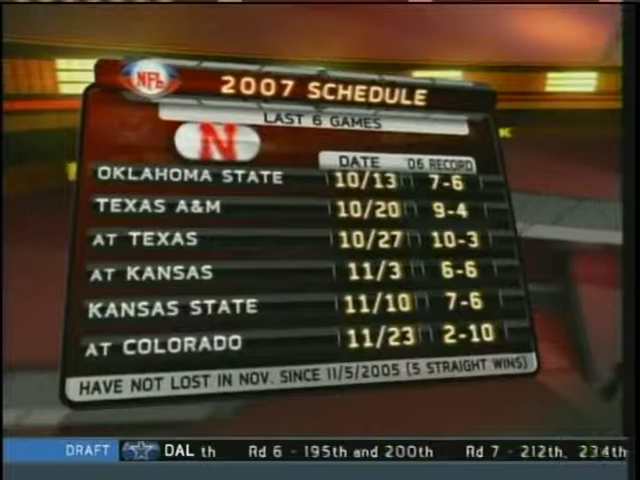 NFL
2007 SCHEDULE
LAST 6 GAMES
N
DATE 06 RECORD
OKLAHOMA STATE 10/13 7-6
TEXAS A&M 10/20 9-4
AT TEXAS 10/27 10-3
AT KANSAS 11/3 6-6
KANSAS STATE 11/10 7-6
AT COLORADO 11/23 2-10
HAVE NOT LOST IN NOV. SINCE 11/5/2005 (5 STRAIGHT WINS)
DRAFT DAL th Rd 6 - 195th and 200th Rd 7 - 212th, 234th